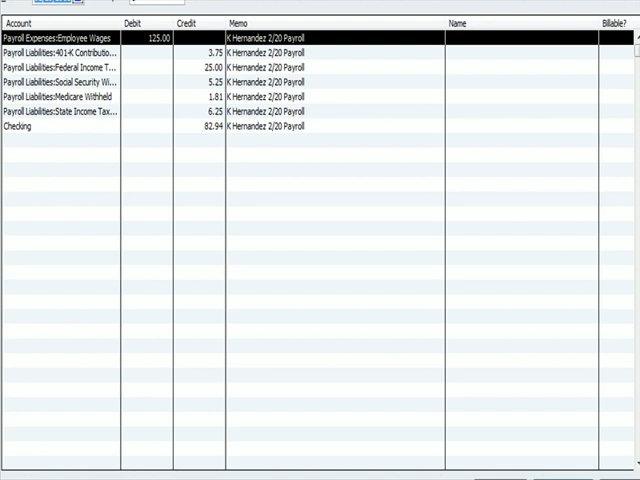 Account Debit Credit Memo Name Billable?
Payroll Expenses:Employee Wages 125.00 K Hernandez 2/20 Payroll
Payroll Liabilities:401-K Contributio... 3.75 K Hernandez 2/20 Payroll
Payroll Liabilities:Federal Income T... 25.00 K Hernandez 2/20 Payroll
Payroll Liabilities:Social Security Wi... 5.25 K Hernandez 2/20 Payroll
Payroll Liabilities:Medicare Withheld 1.81 K Hernandez 2/20 Payroll
Payroll Liabilities:State Income Tax... 6.25 K Hernandez 2/20 Payroll
Checking 82.94 K Hernandez 2/20 Payroll